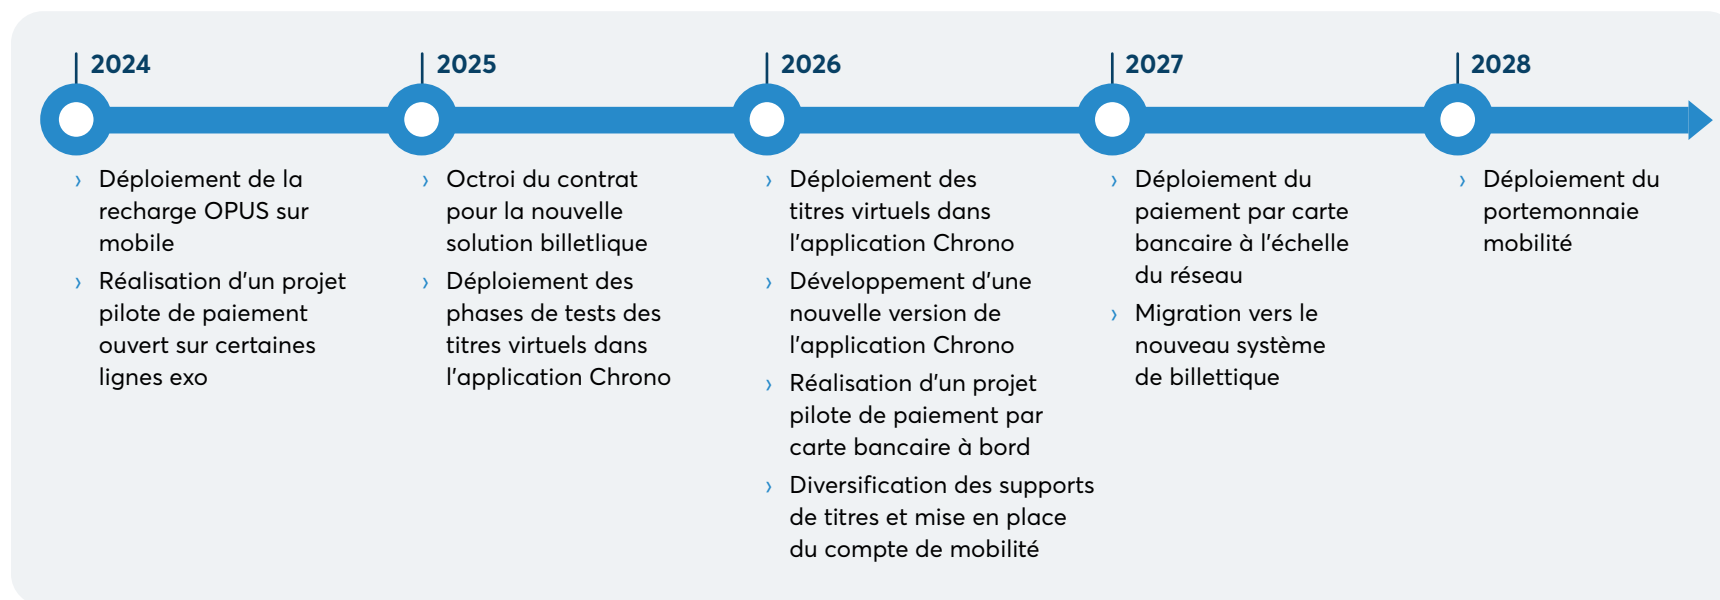 2024
› Déploiement de la
recharge OPUS sur
mobile
› Réalisation d'un projet
pilote de paiement
ouvert sur certaines
lignes exo
2025
› Octroi du contrat
pour la nouvelle
solution billetlique
› Déploiement des
phases de tests des
titres virtuels dans
l'application Chrono
2026
› Déploiement des
titres virtuels dans
l'application Chrono
› Développement d'une
nouvelle version de
l'application Chrono
› Réalisation d'un projet
pilote de paiement par
carte bancaire à bord
› Diversification des supports
de titres et mise en place
du compte de mobilité
2027
› Déploiement du
paiement par carte
bancaire à l'échelle
du réseau
› Migration vers le
nouveau système
de billettique
2028
› Déploiement du
portemonnaie
mobilité